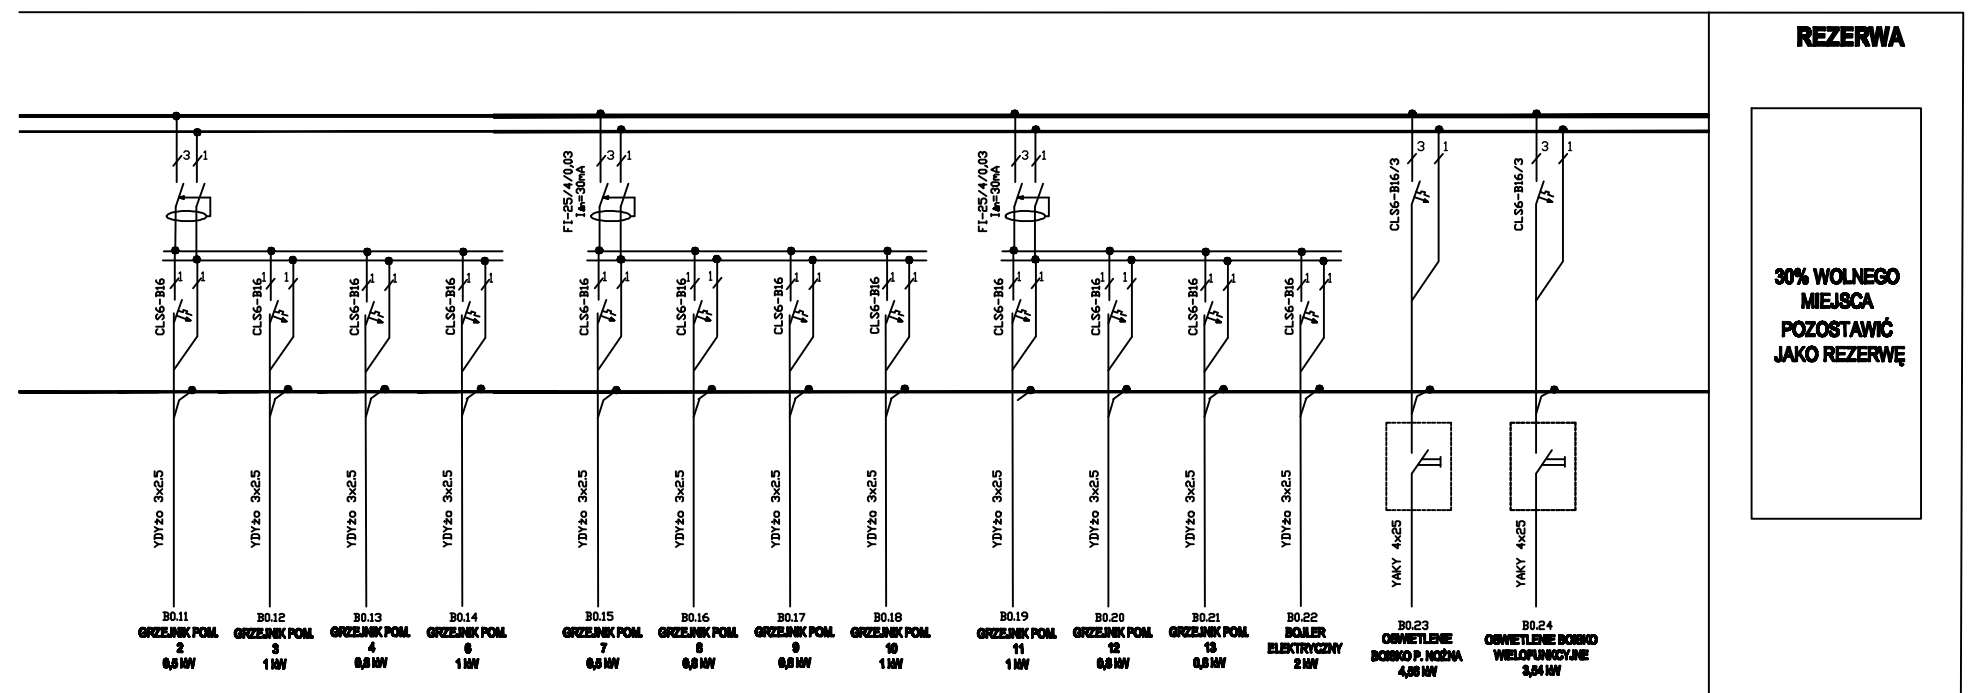 REZERWA
30% WOLNEGO
MIEJSCA
POZOSTAWIĆ
JAKO REZERWĘ
3 1
3 1
3 1
3 1
3 1
FI-25/4/0,03
IΔn=30mA
FI-25/4/0,03
IΔn=30mA
CLS6-B16/3
CLS6-B16/3
1 1
1 1
1 1
1 1
1 1
1 1
1 1
1 1
1 1
1 1
1 1
1 1
CLS6-B16
CLS6-B16
CLS6-B16
CLS6-B16
CLS6-B16
CLS6-B16
CLS6-B16
CLS6-B16
CLS6-B16
CLS6-B16
CLS6-B16
CLS6-B16
YDYżo 3x2.5
YDYżo 3x2.5
YDYżo 3x2.5
YDYżo 3x2.5
YDYżo 3x2.5
YDYżo 3x2.5
YDYżo 3x2.5
YDYżo 3x2.5
YDYżo 3x2.5
YDYżo 3x2.5
YDYżo 3x2.5
YDYżo 3x2.5
YAKY 4x25
YAKY 4x25
B0.11
GRZEJNIK POM.
2
B0.12
GRZEJNIK POM.
3
1 kW
B0.13
GRZEJNIK POM.
4
B0.14
GRZEJNIK POM.
6
1 kW
B0.15
GRZEJNIK POM.
7
B0.16
GRZEJNIK POM.
8
B0.17
GRZEJNIK POM.
9
B0.18
GRZEJNIK POM.
10
1 kW
B0.19
GRZEJNIK POM.
11
1 kW
B0.20
GRZEJNIK POM.
12
B0.21
GRZEJNIK POM.
13
B0.22
BOJLER
ELEKTRYCZNY
2 kW
B0.23
OSWIETLENIE
BOISKO P. NOŻNA
B0.24
OSWIETLENIE BOISKO
WIELOFUNKCYJNE
3,54 kW